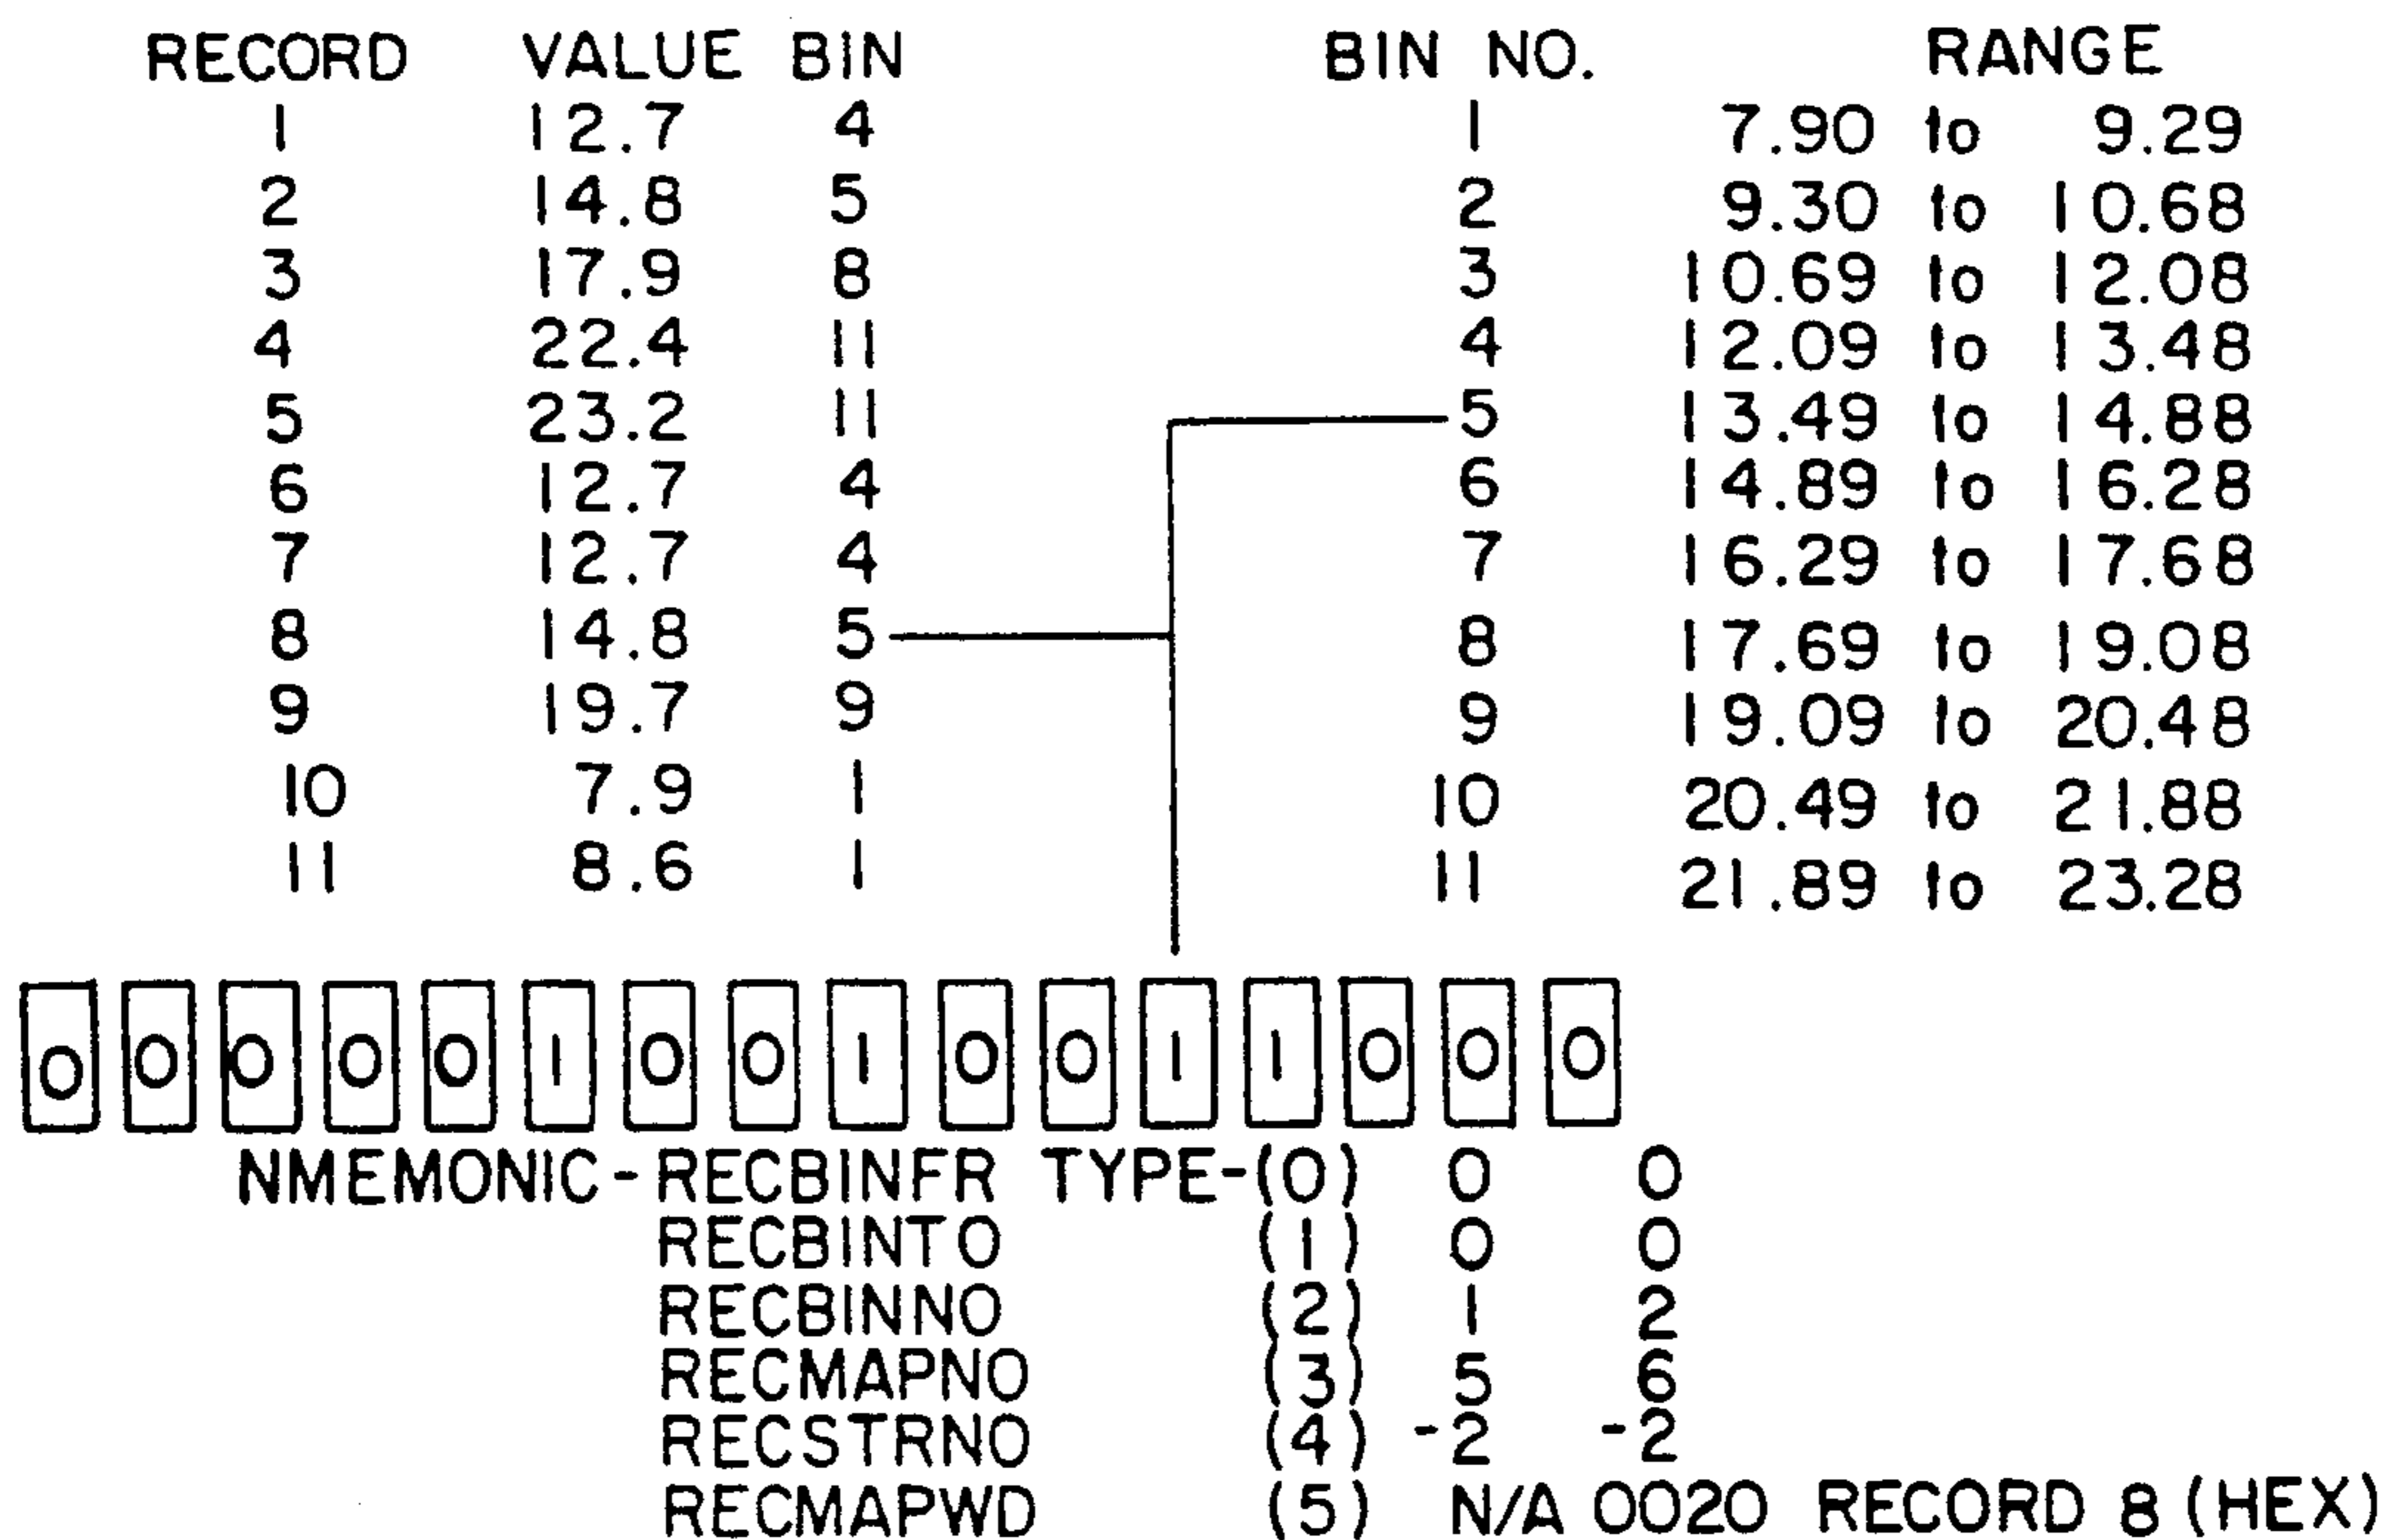 RECORD VALUE BIN BIN NO. RANGE
1 12.7 4 1 7.90 to 9.29
2 14.8 5 2 9.30 to 10.68
3 17.9 8 3 10.69 to 12.08
4 22.4 11 4 12.09 to 13.48
5 23.2 11 5 13.49 to 14.88
6 12.7 4 6 14.89 to 16.28
7 12.7 4 7 16.29 to 17.68
8 14.8 5 8 17.69 to 19.08
9 19.7 9 9 19.09 to 20.48
10 7.9 1 10 20.49 to 21.88
11 8.6 1 11 21.89 to 23.28
0 0 0 0 0 1 0 0 1 0 0 1 1 0 0 0
NMEMONIC-RECBINFR TYPE-(0) 0 0
RECBINTO (1) 0 0
RECBINNO (2) 1 2
RECMAPNO (3) 5 6
RECSTRNO (4) -2 -2
RECMAPWD (5) N/A 0020 RECORD 8 (HEX)